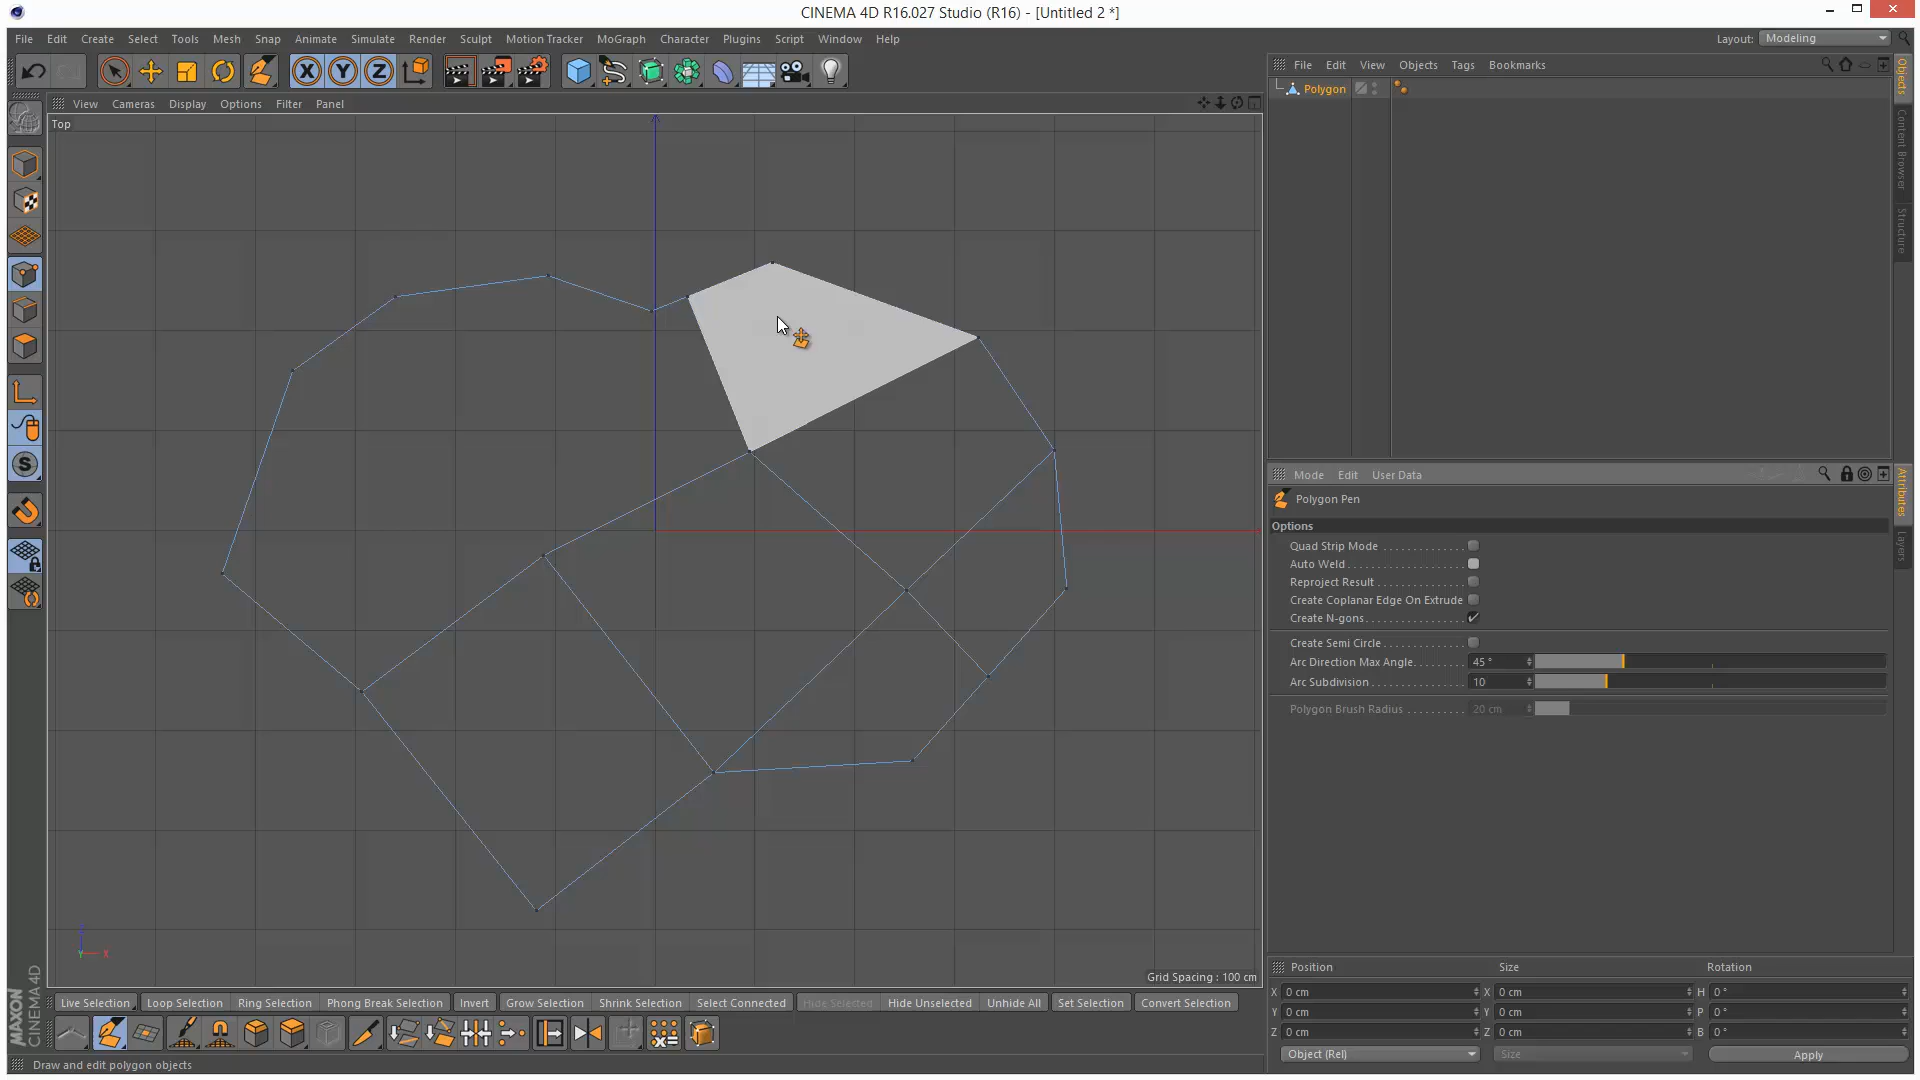 CINEMA 4D R16.027 Studio (R16) - [Untitled 2 *]
File Edit Create Select Tools Mesh Snap Animate Simulate Render Sculpt Motion Tracker MoGraph Character Plugins Script Window Help
Layout: Modeling
X Y Z
File Edit View Objects Tags Bookmarks
Polygon
Objects
Content Browser
Structure
View Cameras Display Options Filter Panel
Top
S
Mode Edit User Data
Polygon Pen
Attributes
Layers
Options
Quad Strip Mode
Auto Weld
Reproject Result
Create Coplanar Edge On Extrude
Create N-gons
Create Semi Circle
Arc Direction Max Angle 45 °
Arc Subdivision 10
Polygon Brush Radius 20 cm
Y X
Grid Spacing : 100 cm
Position Size Rotation
X 0 cm X 0 cm H 0 °
Y 0 cm Y 0 cm P 0 °
Z 0 cm Z 0 cm B 0 °
Object (Rel) Size Apply
Live Selection Loop Selection Ring Selection Phong Break Selection Invert Grow Selection Shrink Selection Select Connected Hide Selected Hide Unselected Unhide All Set Selection Convert Selection
MAXON
CINEMA 4D
Draw and edit polygon objects